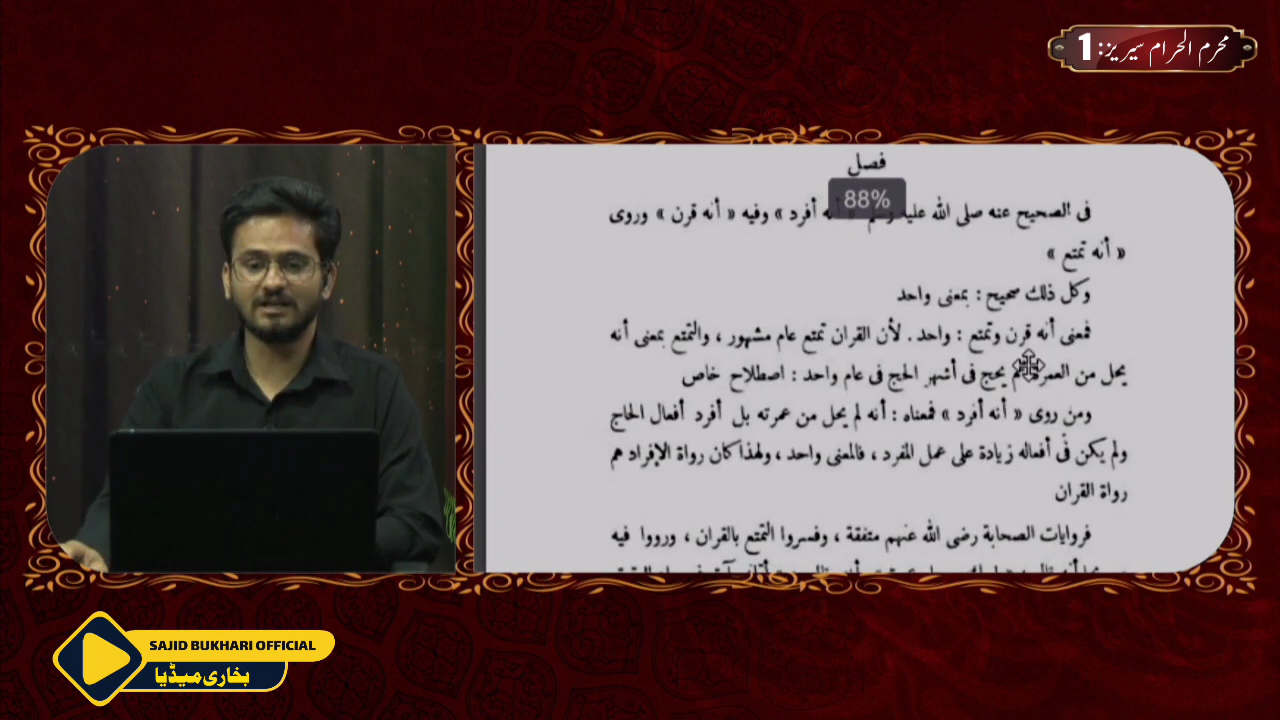 محرم الحرام سیریز: 1
فصل
88%
فى الصحيح عنه صلى الله عليه وسلم « أنه أفرد » وفيه « أنه قرن » وروى
« أنه تمتع »
وكل ذلك صحيح : بمعنى واحد
فمعنى أنه قرن وتمتع : واحد . لأن القران تمتع عام مشهور ، والتمتع بمعنى أنه
يحل من العمرة ثم يحج فى أشهر الحج فى عام واحد : اصطلاح خاص
ومن روى « أنه أفرد » فمعناه : أنه لم يحل من عمرته بل أفرد أفعال الحاج
ولم يكن فى أفعاله زيادة على عمل المفرد ، فالمعنى واحد ، ولهذا كان رواة الإفراد هم
رواة القران
فروايات الصحابة رضى الله عنهم متفقة ، وفسروا التمتع بالقران ، ورووا فيه
SAJID BUKHARI OFFICIAL
بخاری میڈیا